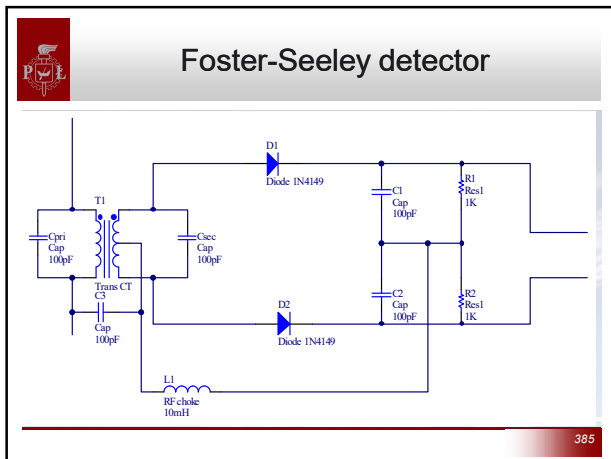 P Ł
Foster-Seeley detector
D1
Diode 1N4149
T1
Cpri
Cap
100pF
Trans CT
Csec
Cap
100pF
C3
Cap
100pF
C1
Cap
100pF
R1
Res1
1K
D2
Diode 1N4149
C2
Cap
100pF
R2
Res1
1K
L1
RF choke
10mH
385